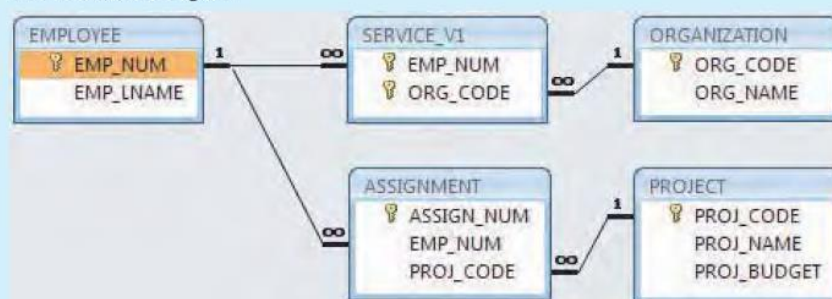 EMPLOYEE
EMP_NUM
EMP_LNAME
1
∞
SERVICE_V1
EMP_NUM
ORG_CODE
∞
1
ORGANIZATION
ORG_CODE
ORG_NAME
∞
ASSIGNMENT
ASSIGN_NUM
EMP_NUM
PROJ_CODE
∞
1
PROJECT
PROJ_CODE
PROJ_NAME
PROJ_BUDGET